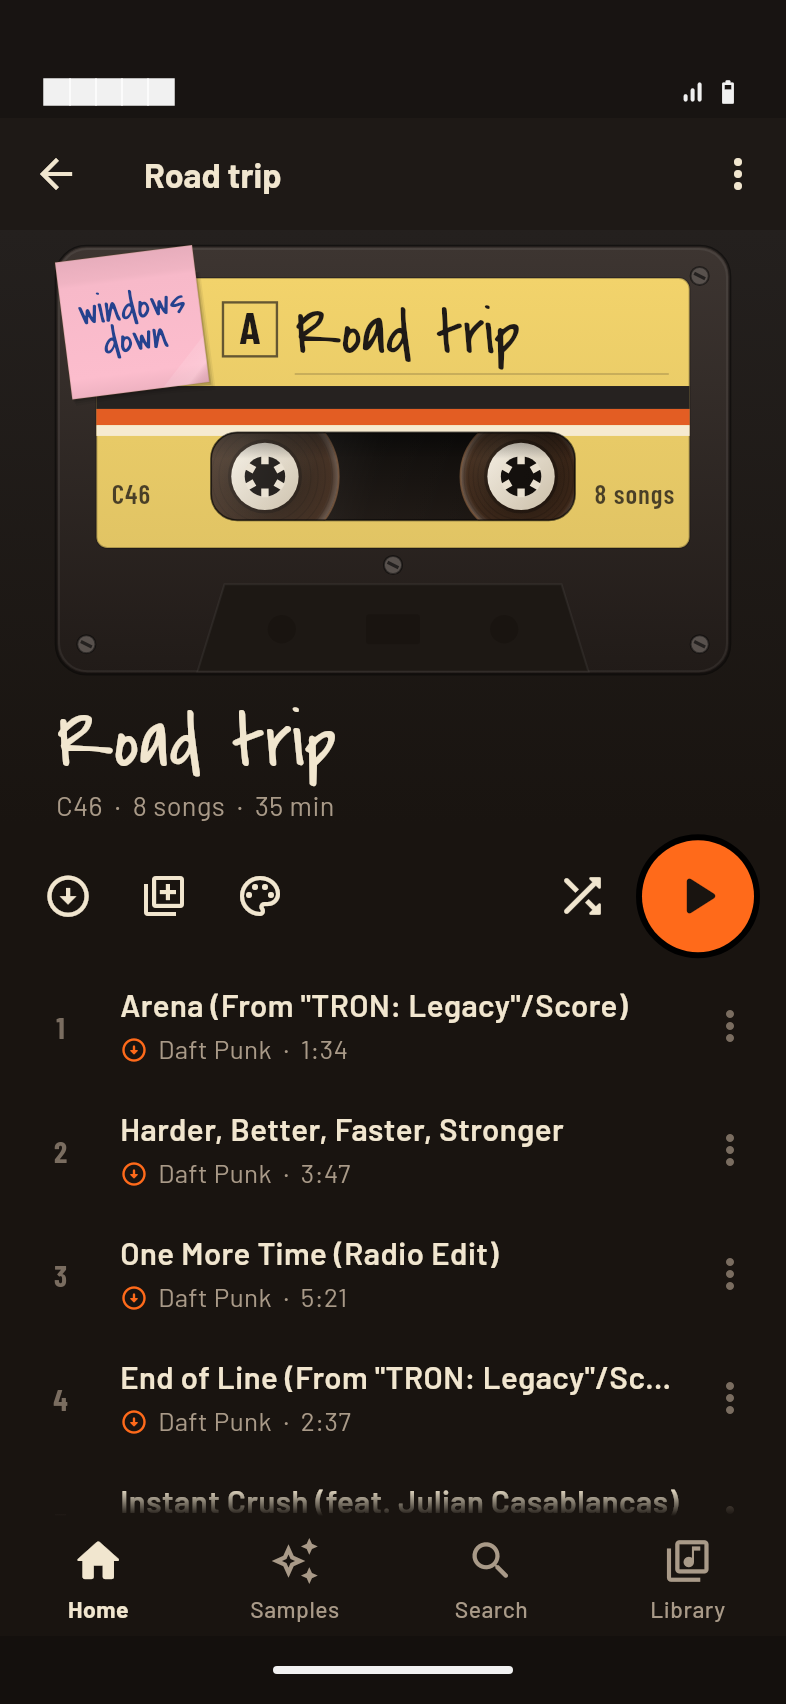 Road trip
windows
down
A
Road trip
C46
8 songs
Road trip
C46 · 8 songs · 35 min
1
Arena (From "TRON: Legacy"/Score)
Daft Punk · 1:34
2
Harder, Better, Faster, Stronger
Daft Punk · 3:47
3
One More Time (Radio Edit)
Daft Punk · 5:21
4
End of Line (From "TRON: Legacy"/Sc...
Daft Punk · 2:37
Instant Crush (feat. Julian Casablancas)
Home
Samples
Search
Library